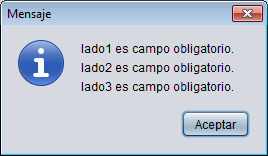 Mensaje
lado1 es campo obligatorio.
lado2 es campo obligatorio.
lado3 es campo obligatorio.
Aceptar